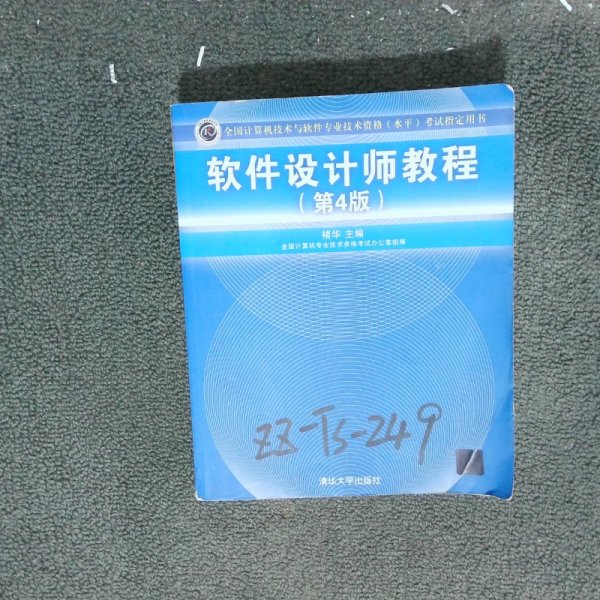 全国计算机技术与软件专业技术资格（水平）考试指定用书
软件设计师教程
（第4版）
褚华 主编
全国计算机专业技术资格考试办公室组编
ZZ-TS-249
清华大学出版社